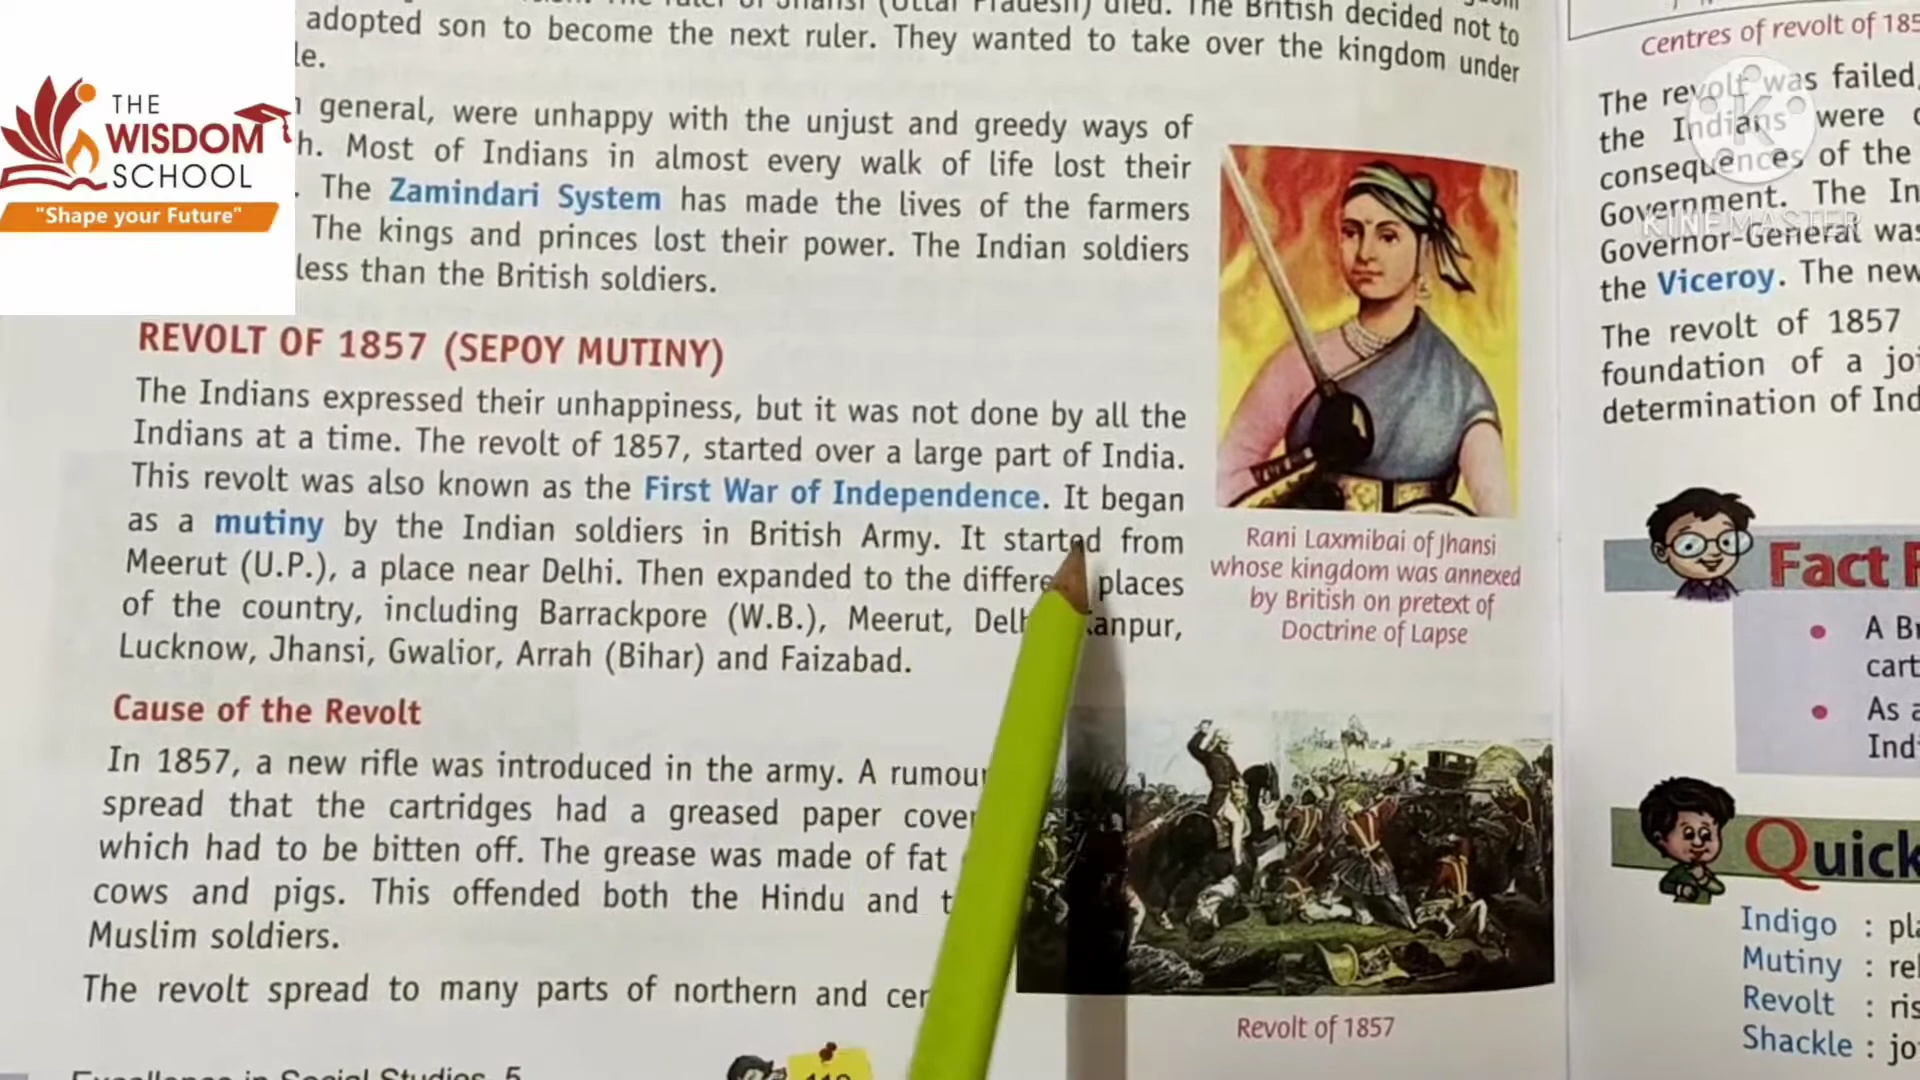 THE
WISDOM
SCHOOL
"Shape your Future"
(Uttar Pradesh) died. The British decided not to
adopted son to become the next ruler. They wanted to take over the kingdom under
le.
general, were unhappy with the unjust and greedy ways of
h. Most of Indians in almost every walk of life lost their
. The Zamindari System has made the lives of the farmers
The kings and princes lost their power. The Indian soldiers
less than the British soldiers.
REVOLT OF 1857 (SEPOY MUTINY)
The Indians expressed their unhappiness, but it was not done by all the
Indians at a time. The revolt of 1857, started over a large part of India.
This revolt was also known as the First War of Independence. It began
as a mutiny by the Indian soldiers in British Army. It started from
Meerut (U.P.), a place near Delhi. Then expanded to the places
of the country, including Barrackpore (W.B.), Meerut,
Lucknow, Jhansi, Gwalior, Arrah (Bihar) and Faizabad.
Cause of the Revolt
In 1857, a new rifle was introduced in the army. A rumour
spread that the cartridges had a greased paper cover
which had to be bitten off. The grease was made of fat
cows and pigs. This offended both the Hindu and
Muslim soldiers.
The revolt spread to many parts of northern and
Excellence in Social Studies 5
Rani Laxmibai of Jhansi
whose kingdom was annexed
by British on pretext of
Doctrine of Lapse
Revolt of 1857
Centres of revolt of 185
The revolt was failed,
the Indians were
consequences of the
Government. The In
Governor-General was
the Viceroy. The new
The revolt of 1857
foundation of a jo
determination of Ind
KINEMASTER
Fact
A Br
cart
As a
Ind
Quick
Indigo : pla
Mutiny : rel
Revolt : ris
Shackle : jo